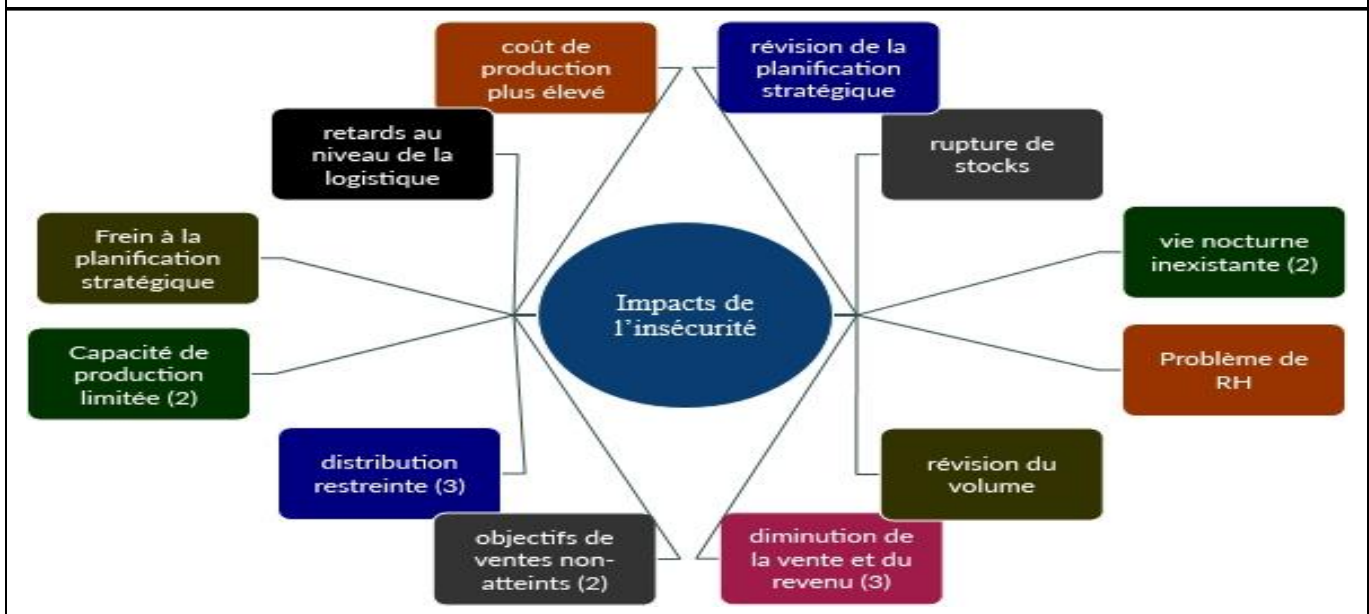 coût de
production
plus élevé
révision de la
planification
stratégique
retards au
niveau de la
logistique
rupture de
stocks
Frein à la
planification
stratégique
vie nocturne
inexistante (2)
Impacts de
l’insécurité
Capacité de
production
limitée (2)
Problème de
RH
distribution
restreinte (3)
révision du
volume
objectifs de
ventes non-
atteints (2)
diminution de
la vente et du
revenu (3)